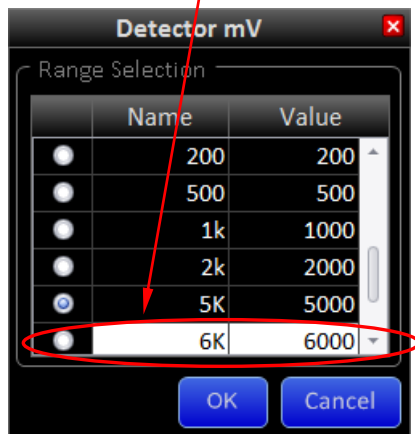 Detector mV
Range Selection
Name Value
200 200
500 500
1k 1000
2k 2000
5K 5000
6K 6000
OK Cancel